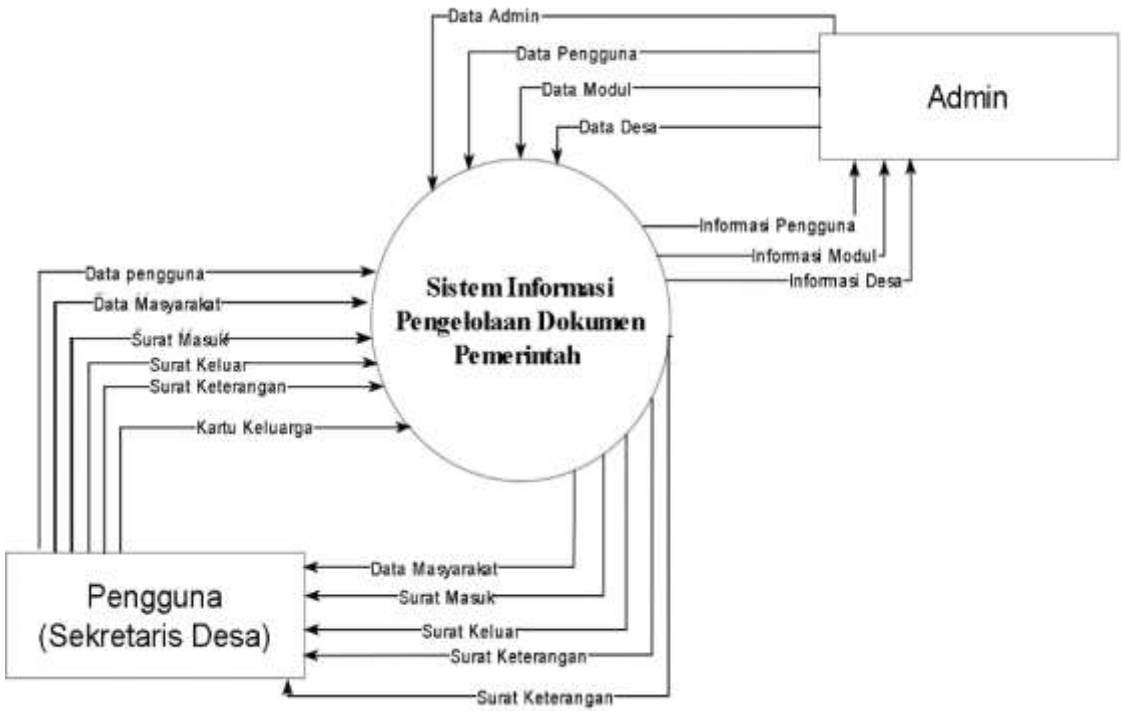 Data Admin
Data Pengguna
Data Modul
Data Desa
Admin
Informasi Pengguna
Informasi Modul
Informasi Desa
Sistem Informasi
Pengelolaan Dokumen
Pemerintah
Data pengguna
Data Masyarakat
Surat Masuk
Surat Keluar
Surat Keterangan
Kartu Keluarga
Pengguna
(Sekretaris Desa)
Data Masyarakat
Surat Masuk
Surat Keluar
Surat Keterangan
Surat Keterangan